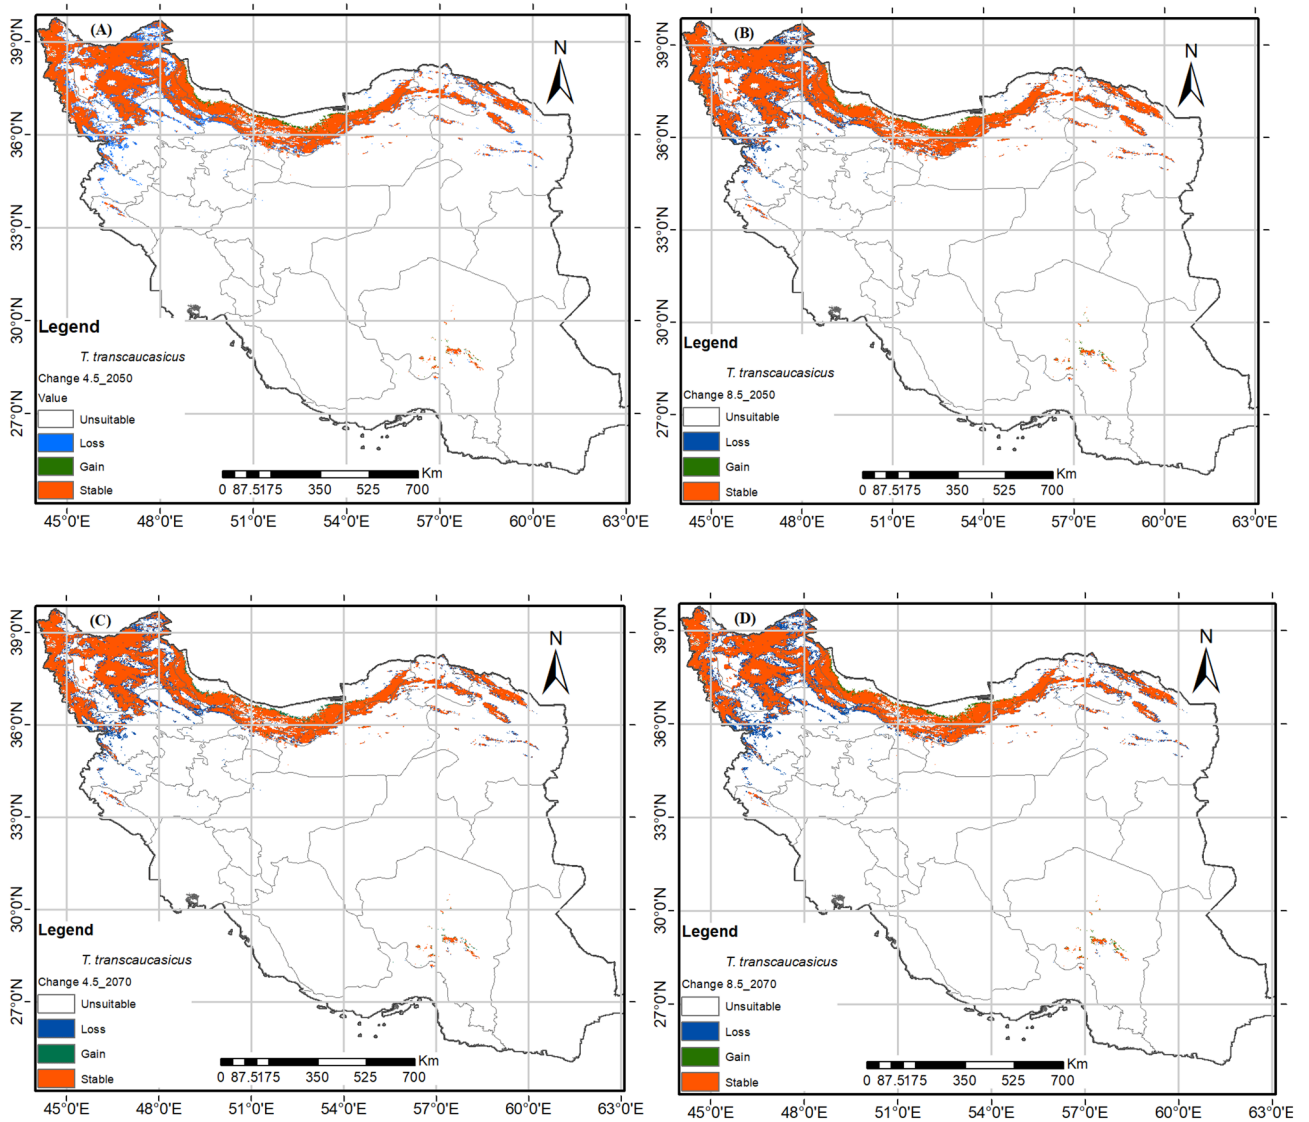 (A)
N
39°0'N
36°0'N
33°0'N
30°0'N
27°0'N
Legend
T. transcaucasicus
Change 4.5_2050
Value
Unsuitable
Loss
Gain
Stable
Km
0 87.5175 350 525 700
45°0'E 48°0'E 51°0'E 54°0'E 57°0'E 60°0'E 63°0'E
(B)
N
39°0'N
36°0'N
33°0'N
30°0'N
27°0'N
Legend
T. transcaucasicus
Change 8.5_2050
Unsuitable
Loss
Gain
Stable
Km
0 87.5175 350 525 700
45°0'E 48°0'E 51°0'E 54°0'E 57°0'E 60°0'E 63°0'E
(C)
N
39°0'N
36°0'N
33°0'N
30°0'N
27°0'N
Legend
T. transcaucasicus
Change 4.5_2070
Unsuitable
Loss
Gain
Stable
Km
0 87.5175 350 525 700
45°0'E 48°0'E 51°0'E 54°0'E 57°0'E 60°0'E 63°0'E
(D)
N
39°0'N
36°0'N
33°0'N
30°0'N
27°0'N
Legend
T. transcaucasicus
Change 8.5_2070
Unsuitable
Loss
Gain
Stable
Km
0 87.5175 350 525 700
45°0'E 48°0'E 51°0'E 54°0'E 57°0'E 60°0'E 63°0'E